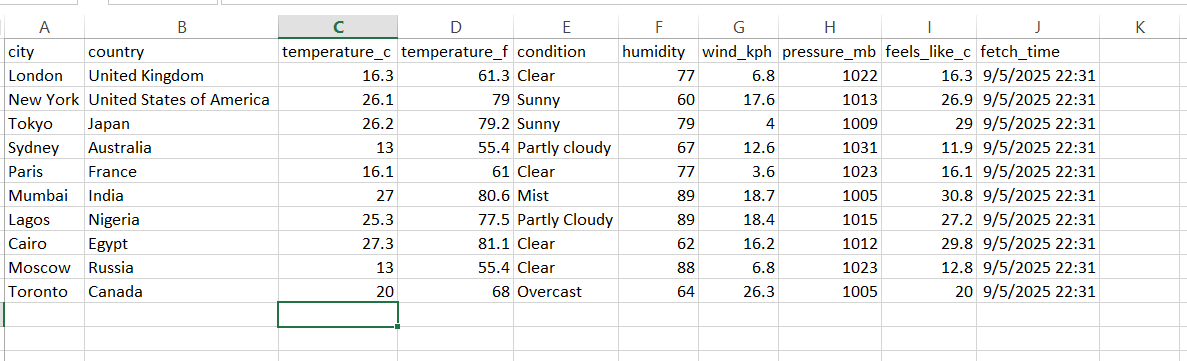 A B C D E F G H I J K
city country temperature_c temperature_f condition humidity wind_kph pressure_mb feels_like_c fetch_time
London United Kingdom 16.3 61.3 Clear 77 6.8 1022 16.3 9/5/2025 22:31
New York United States of America 26.1 79 Sunny 60 17.6 1013 26.9 9/5/2025 22:31
Tokyo Japan 26.2 79.2 Sunny 79 4 1009 29 9/5/2025 22:31
Sydney Australia 13 55.4 Partly cloudy 67 12.6 1031 11.9 9/5/2025 22:31
Paris France 16.1 61 Clear 77 3.6 1023 16.1 9/5/2025 22:31
Mumbai India 27 80.6 Mist 89 18.7 1005 30.8 9/5/2025 22:31
Lagos Nigeria 25.3 77.5 Partly Cloudy 89 18.4 1015 27.2 9/5/2025 22:31
Cairo Egypt 27.3 81.1 Clear 62 16.2 1012 29.8 9/5/2025 22:31
Moscow Russia 13 55.4 Clear 88 6.8 1023 12.8 9/5/2025 22:31
Toronto Canada 20 68 Overcast 64 26.3 1005 20 9/5/2025 22:31